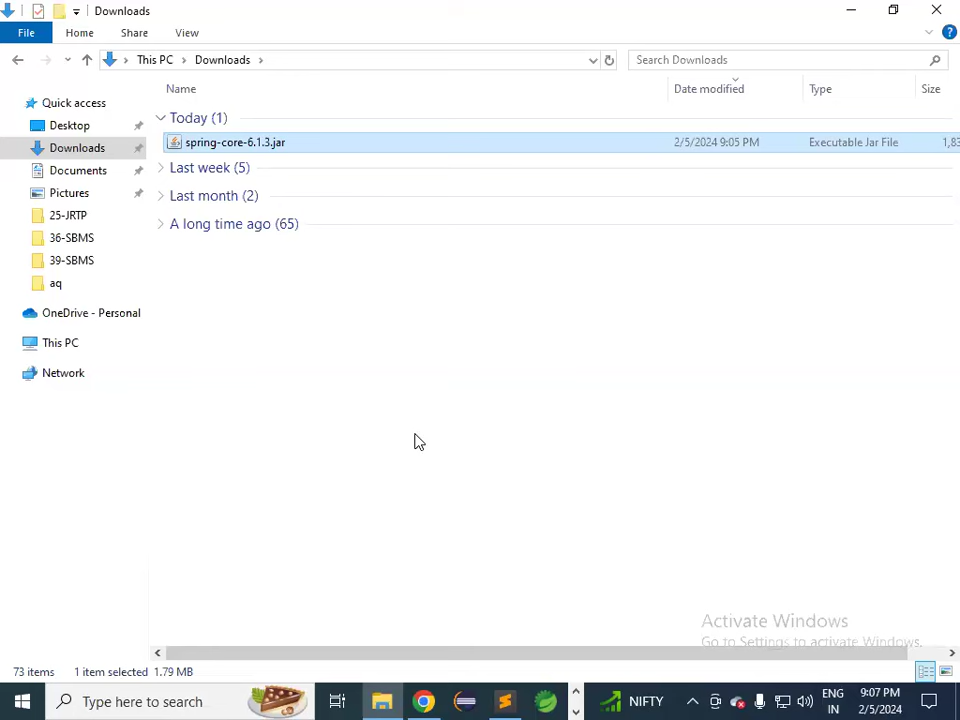 Downloads
File Home Share View
This PC Downloads
Search Downloads
Name Date modified Type Size
Quick access
Desktop
Downloads
Documents
Pictures
25-JRTP
36-SBMS
39-SBMS
aq
OneDrive - Personal
This PC
Network
Today (1)
spring-core-6.1.3.jar 2/5/2024 9:05 PM Executable Jar File 1,83
Last week (5)
Last month (2)
A long time ago (65)
Activate Windows
Go to Settings to activate Windows.
73 items 1 item selected 1.79 MB
Type here to search
NIFTY
ENG
IN
9:07 PM
2/5/2024